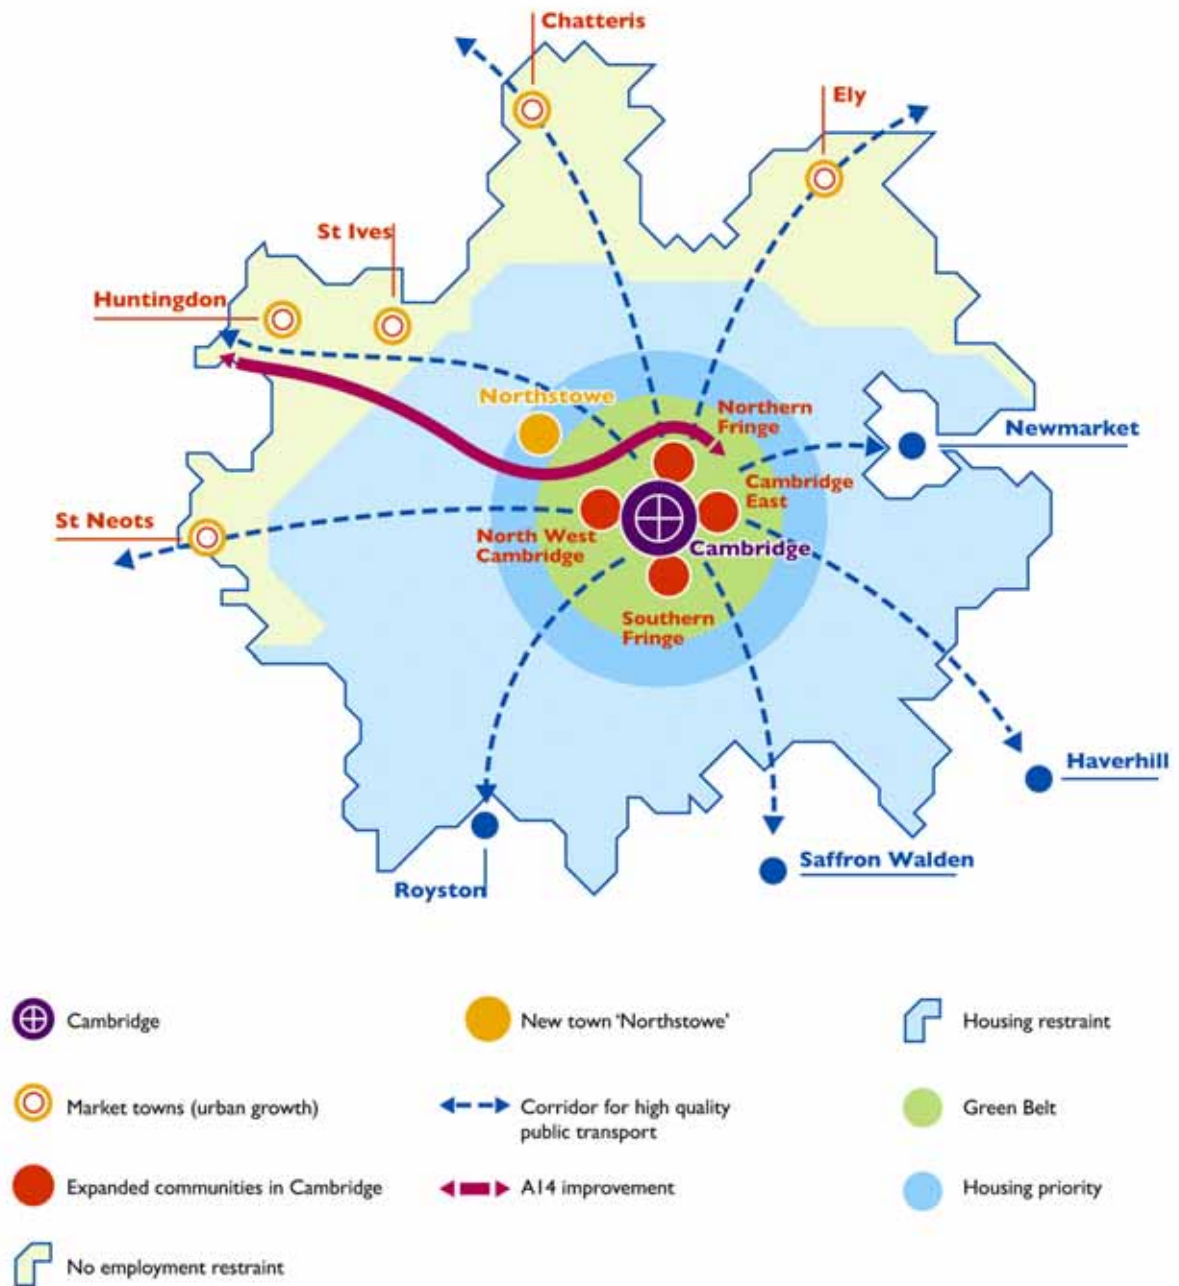 Chatteris
Ely
St Ives
Huntingdon
Northstowe
Northern
Fringe
Newmarket
Cambridge
East
St Neots
North West
Cambridge
Cambridge
Southern
Fringe
Haverhill
Saffron Walden
Royston
Cambridge
New town ‘Northstowe’
Housing restraint
Market towns (urban growth)
Corridor for high quality
public transport
Green Belt
Expanded communities in Cambridge
A14 improvement
Housing priority
No employment restraint